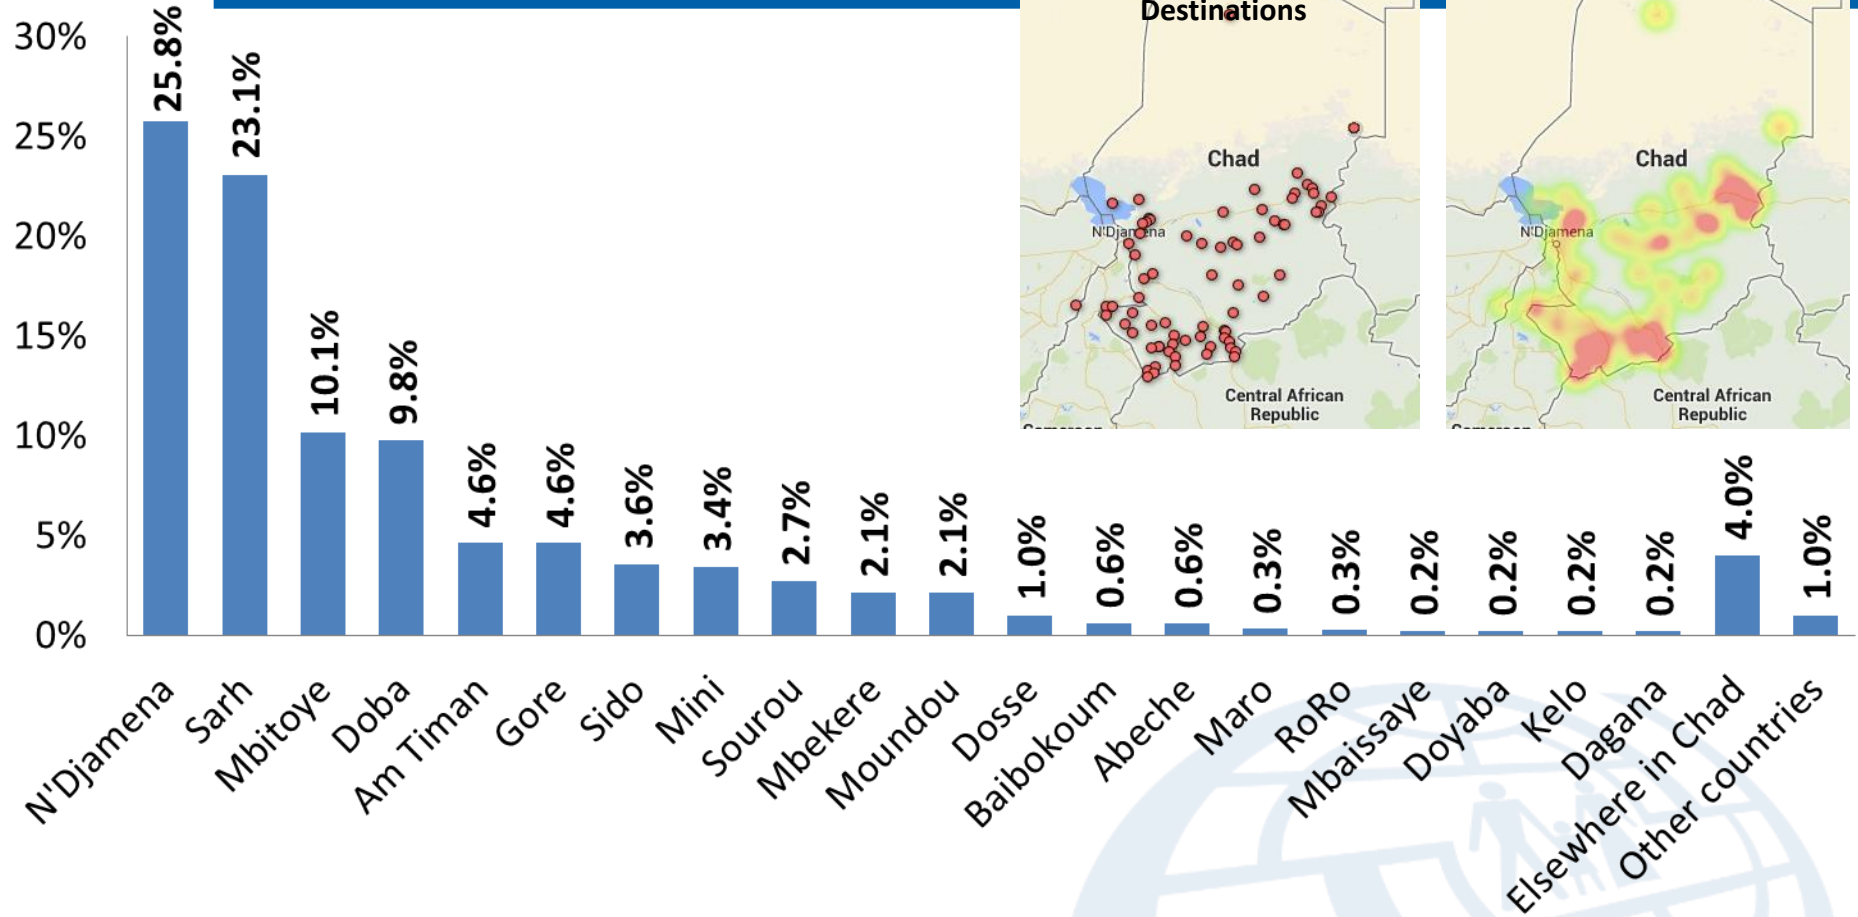 Destinations
30%
25%
20%
15%
10%
5%
0%
25.8%
23.1%
10.1%
9.8%
4.6%
4.6%
3.6%
3.4%
2.7%
2.1%
2.1%
1.0%
0.6%
0.6%
0.3%
0.3%
0.2%
0.2%
0.2%
0.2%
4.0%
1.0%
N'Djamena
Sarh
Mbitoye
Doba
Am Timan
Gore
Sido
Mini
Sourou
Mbekere
Moundou
Dosse
Baibokoum
Abeche
Maro
RoRo
Mbaissaye
Doyaba
Kelo
Dagana
Elsewhere in Chad
Other countries
Chad
N'Djamena
Central African
Republic
Cameroon
Chad
N'Djamena
Central African
Republic
Cameroon